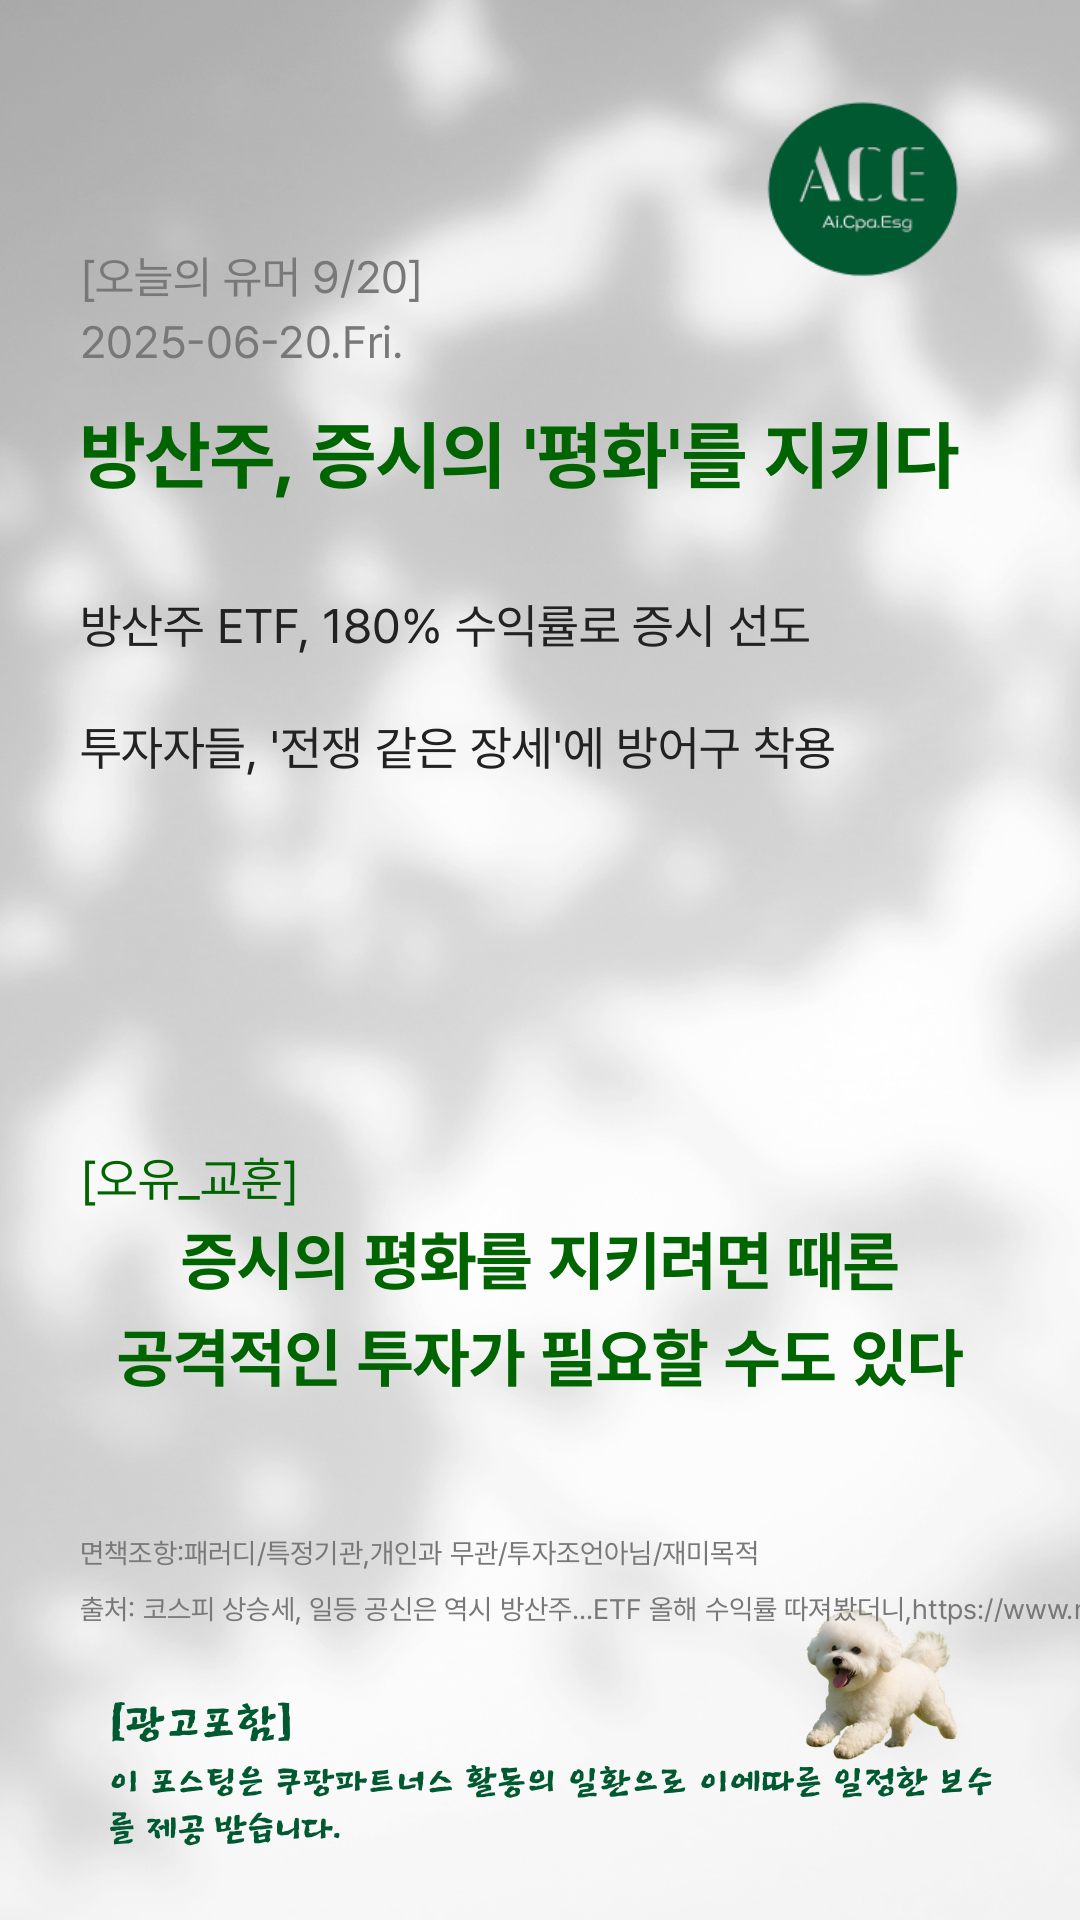 ACE
Ai.Cpa.Esg
[오늘의 유머 9/20]
2025-06-20.Fri.
방산주, 증시의 '평화'를 지키다
방산주 ETF, 180% 수익률로 증시 선도
투자자들, '전쟁 같은 장세'에 방어구 착용
[오유_교훈]
증시의 평화를 지키려면 때론
공격적인 투자가 필요할 수도 있다
면책조항:패러디/특정기관,개인과 무관/투자조언아님/재미목적
출처: 코스피 상승세, 일등 공신은 역시 방산주...ETF 올해 수익률 따져봤더니,https://www.
[광고포함]
이 포스팅은 쿠팡파트너스 활동의 일환으로 이에따른 일정한 보수
를 제공 받습니다.